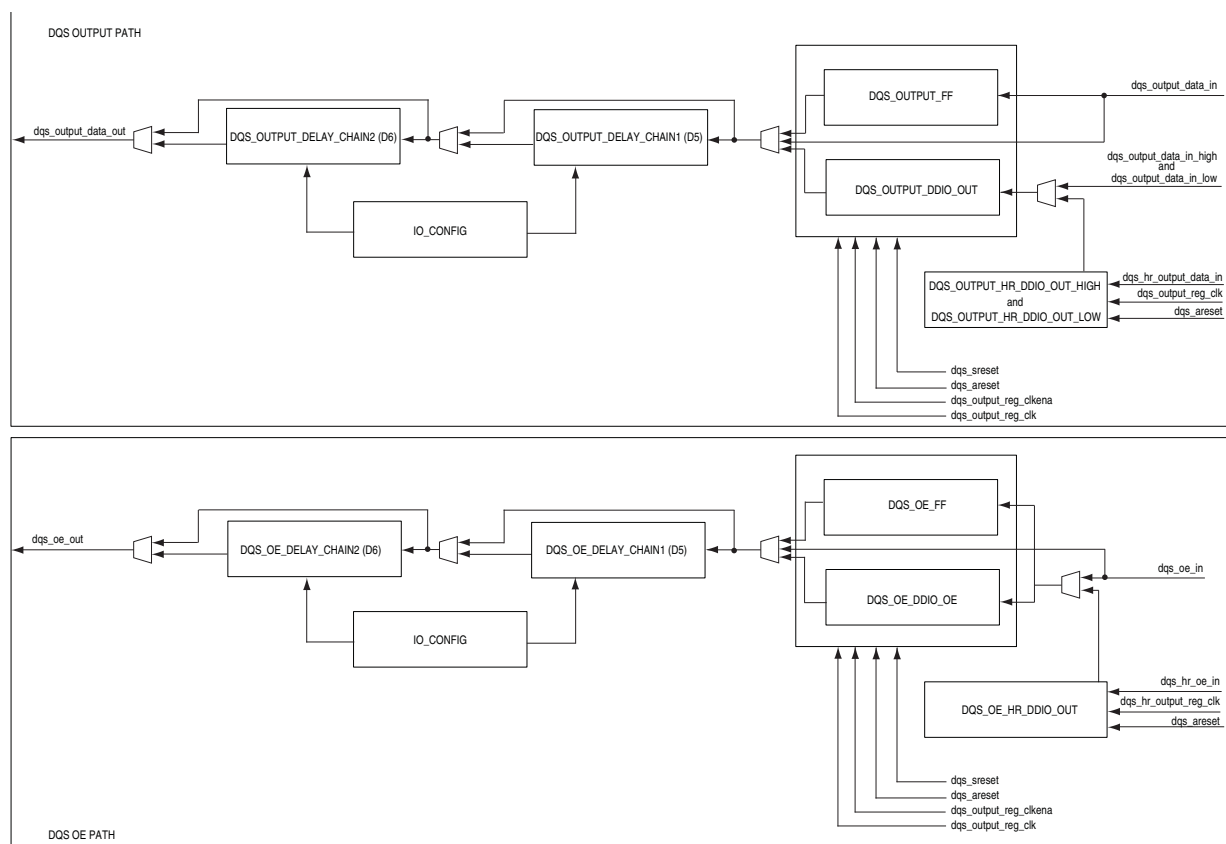 DQS OUTPUT PATH
DQS_OUTPUT_FF
dqs_output_data_in
dqs_output_data_out
DQS_OUTPUT_DELAY_CHAIN2 (D6)
DQS_OUTPUT_DELAY_CHAIN1 (D5)
dqs_output_data_in_high
and
dqs_output_data_in_low
DQS_OUTPUT_DDIO_OUT
IO_CONFIG
DQS_OUTPUT_HR_DDIO_OUT_HIGH
and
DQS_OUTPUT_HR_DDIO_OUT_LOW
dqs_hr_output_data_in
dqs_output_reg_clk
dqs_areset
dqs_sreset
dqs_areset
dqs_output_reg_clkena
dqs_output_reg_clk
DQS_OE_FF
dqs_oe_out
DQS_OE_DELAY_CHAIN2 (D6)
DQS_OE_DELAY_CHAIN1 (D5)
dqs_oe_in
DQS_OE_DDIO_OE
IO_CONFIG
DQS_OE_HR_DDIO_OUT
dqs_hr_oe_in
dqs_hr_output_reg_clk
dqs_areset
dqs_sreset
dqs_areset
dqs_output_reg_clkena
dqs_output_reg_clk
DQS OE PATH